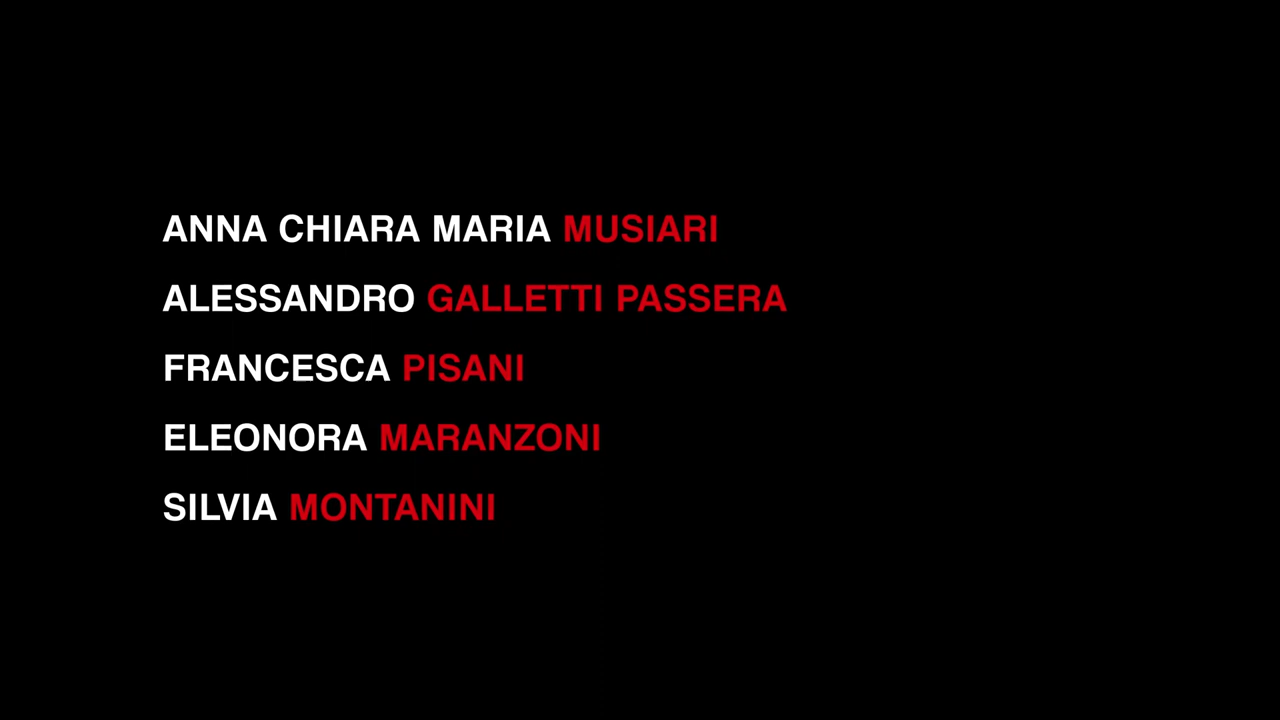 ANNA CHIARA MARIA MUSIARI
ALESSANDRO GALLETTI PASSERA
FRANCESCA PISANI
ELEONORA MARANZONI
SILVIA MONTANINI